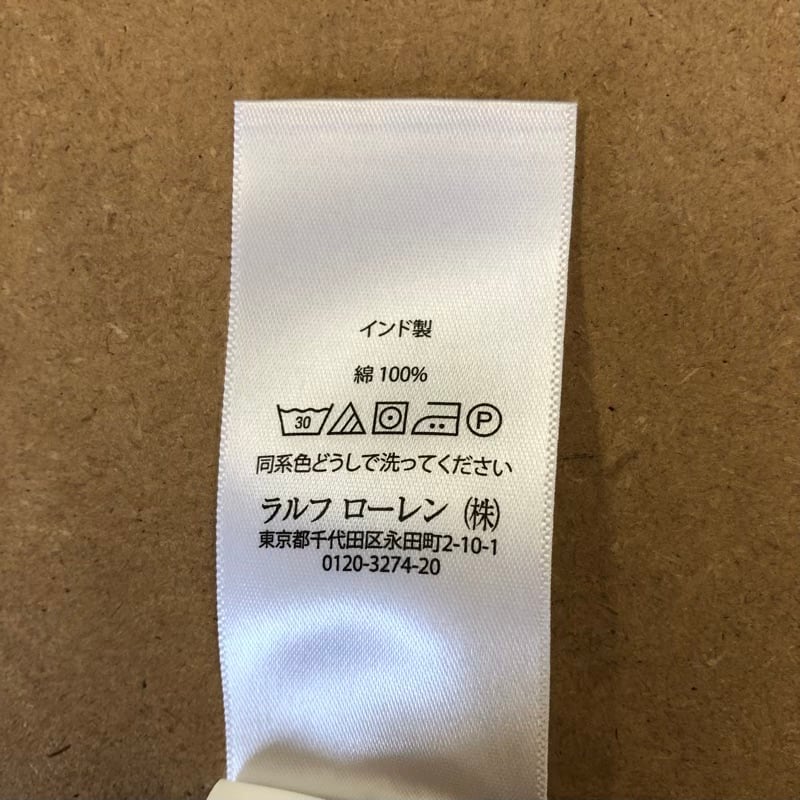 インド製
綿 100%
30 P
同系色どうしで洗ってください
ラルフ ローレン (株)
東京都千代田区永田町2-10-1
0120-3274-20